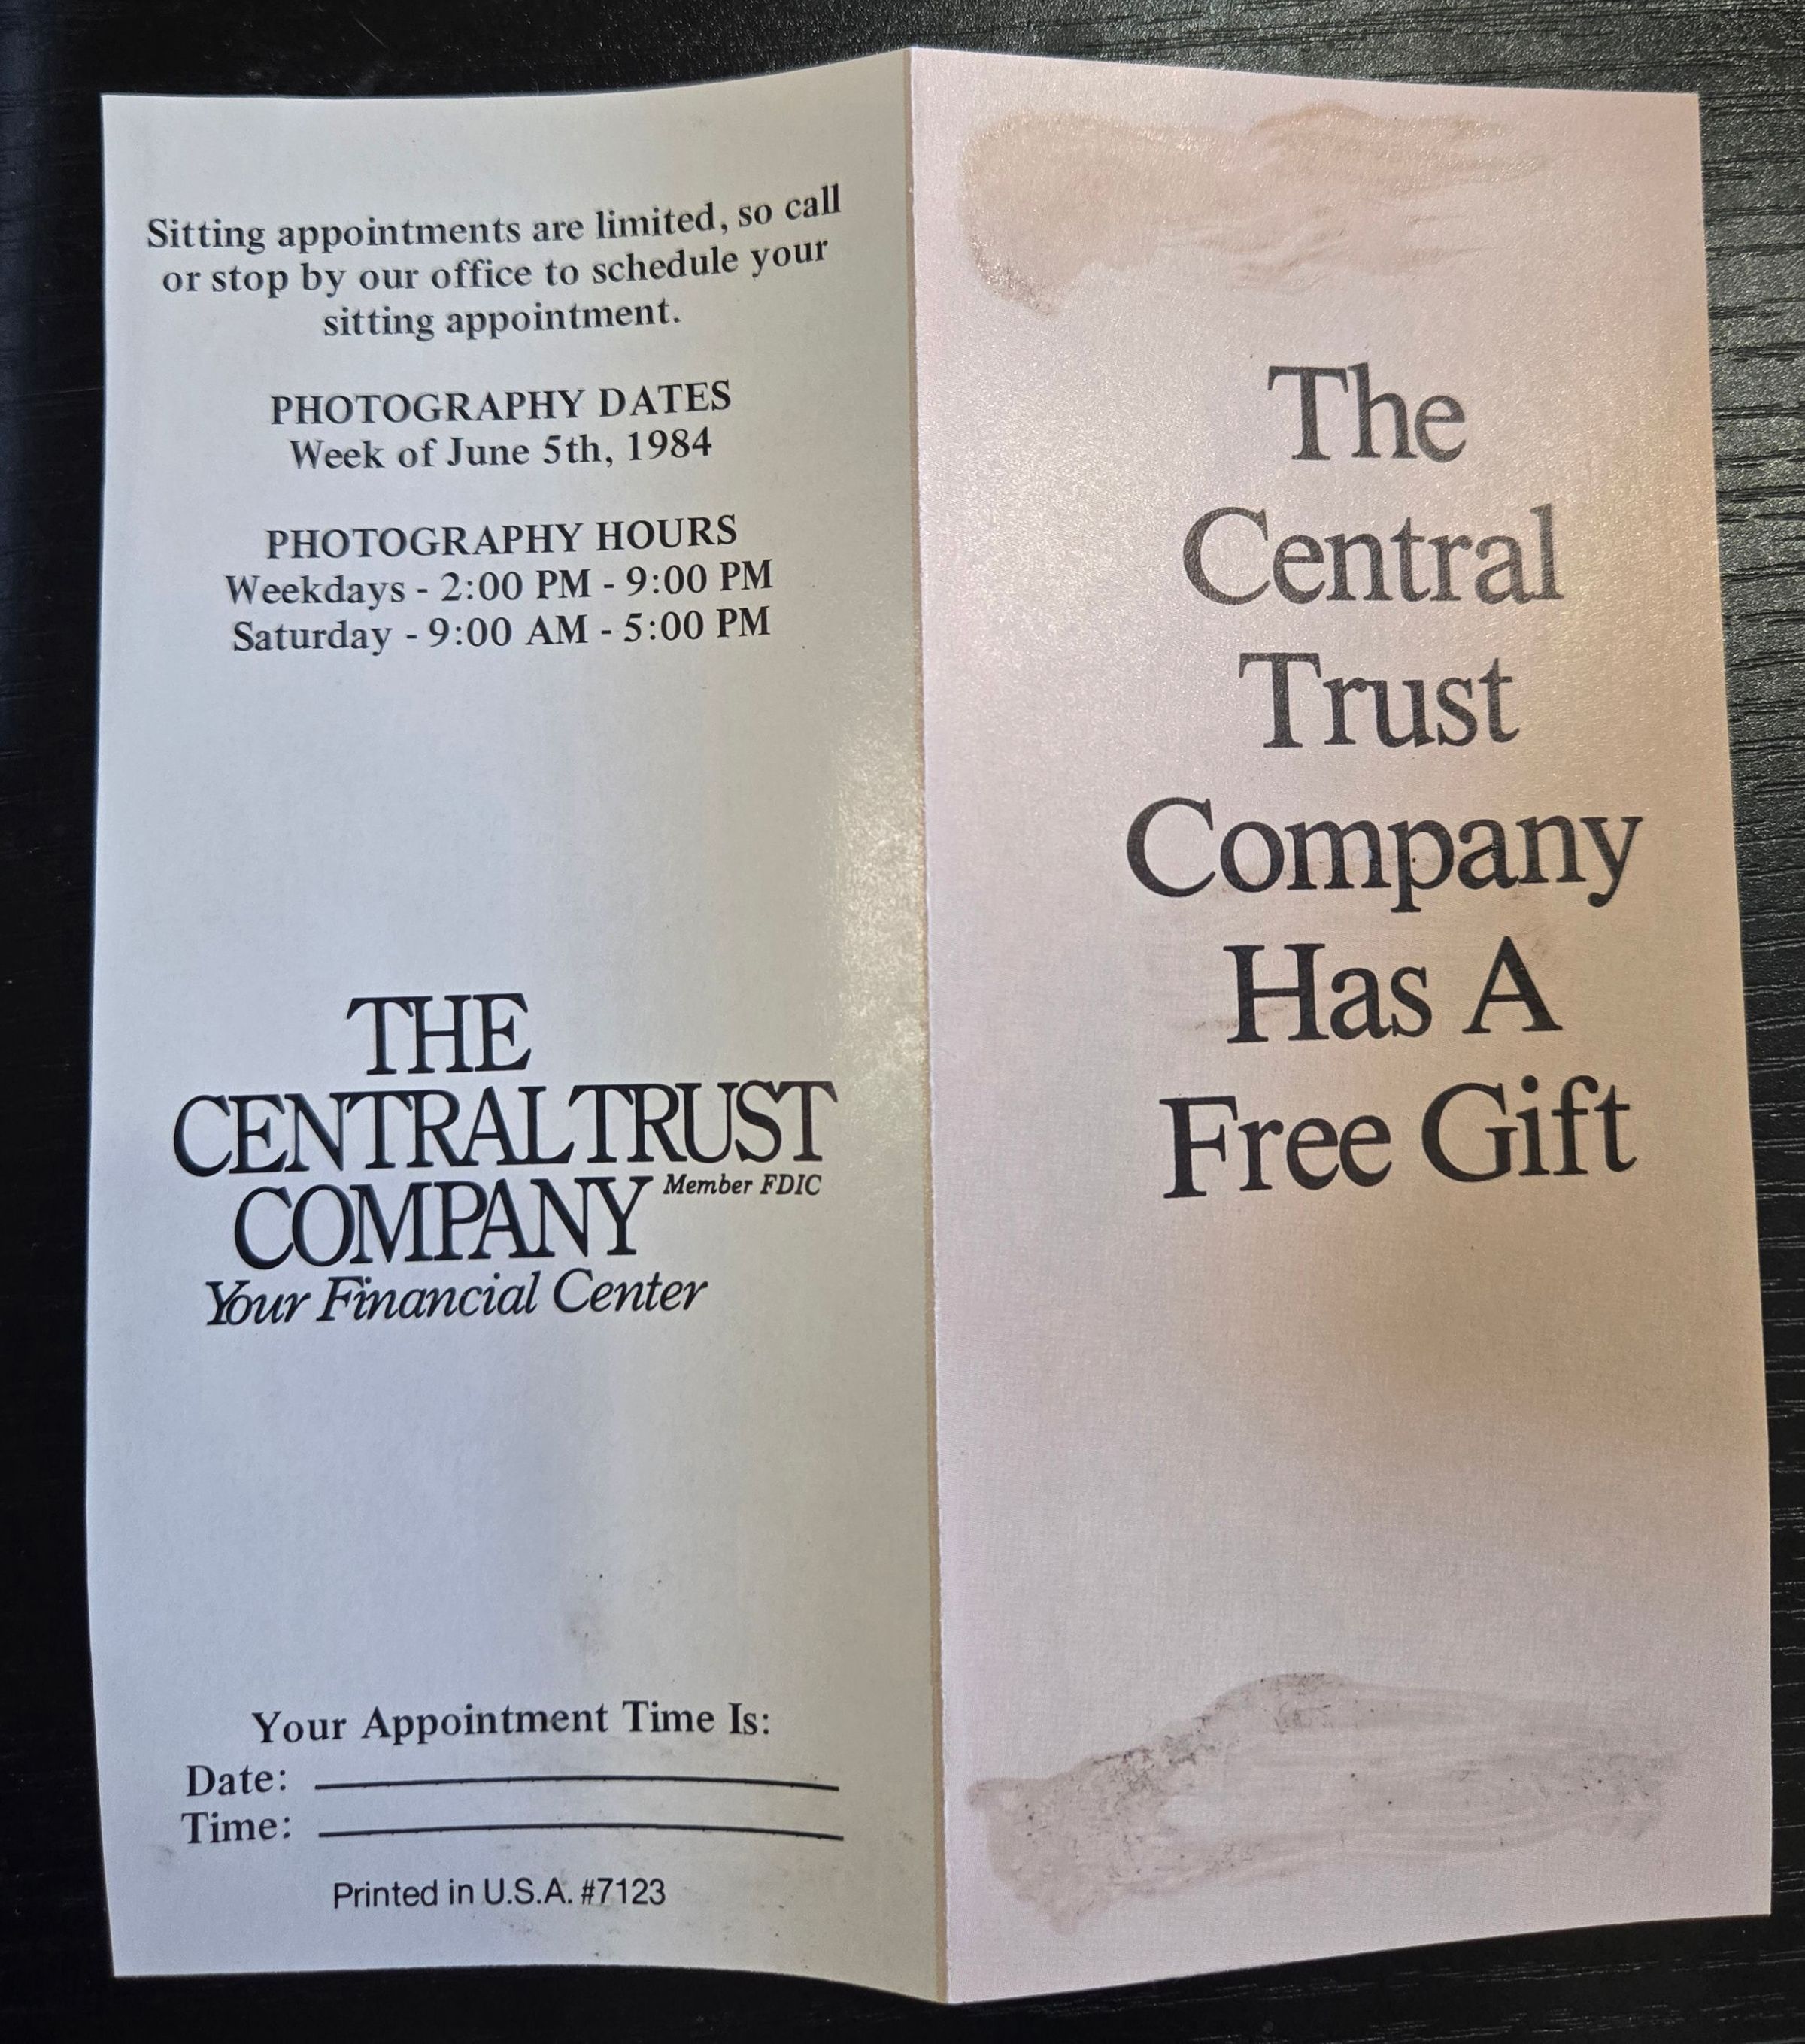 Sitting appointments are limited, so call
or stop by our office to schedule your
sitting appointment.
PHOTOGRAPHY DATES
Week of June 5th, 1984
PHOTOGRAPHY HOURS
Weekdays - 2:00 PM - 9:00 PM
Saturday - 9:00 AM - 5:00 PM
THE
CENTRAL TRUST
COMPANY Member FDIC
Your Financial Center
Your Appointment Time Is:
Date:
Time:
Printed in U.S.A. #7123
The
Central
Trust
Company
Has A
Free Gift